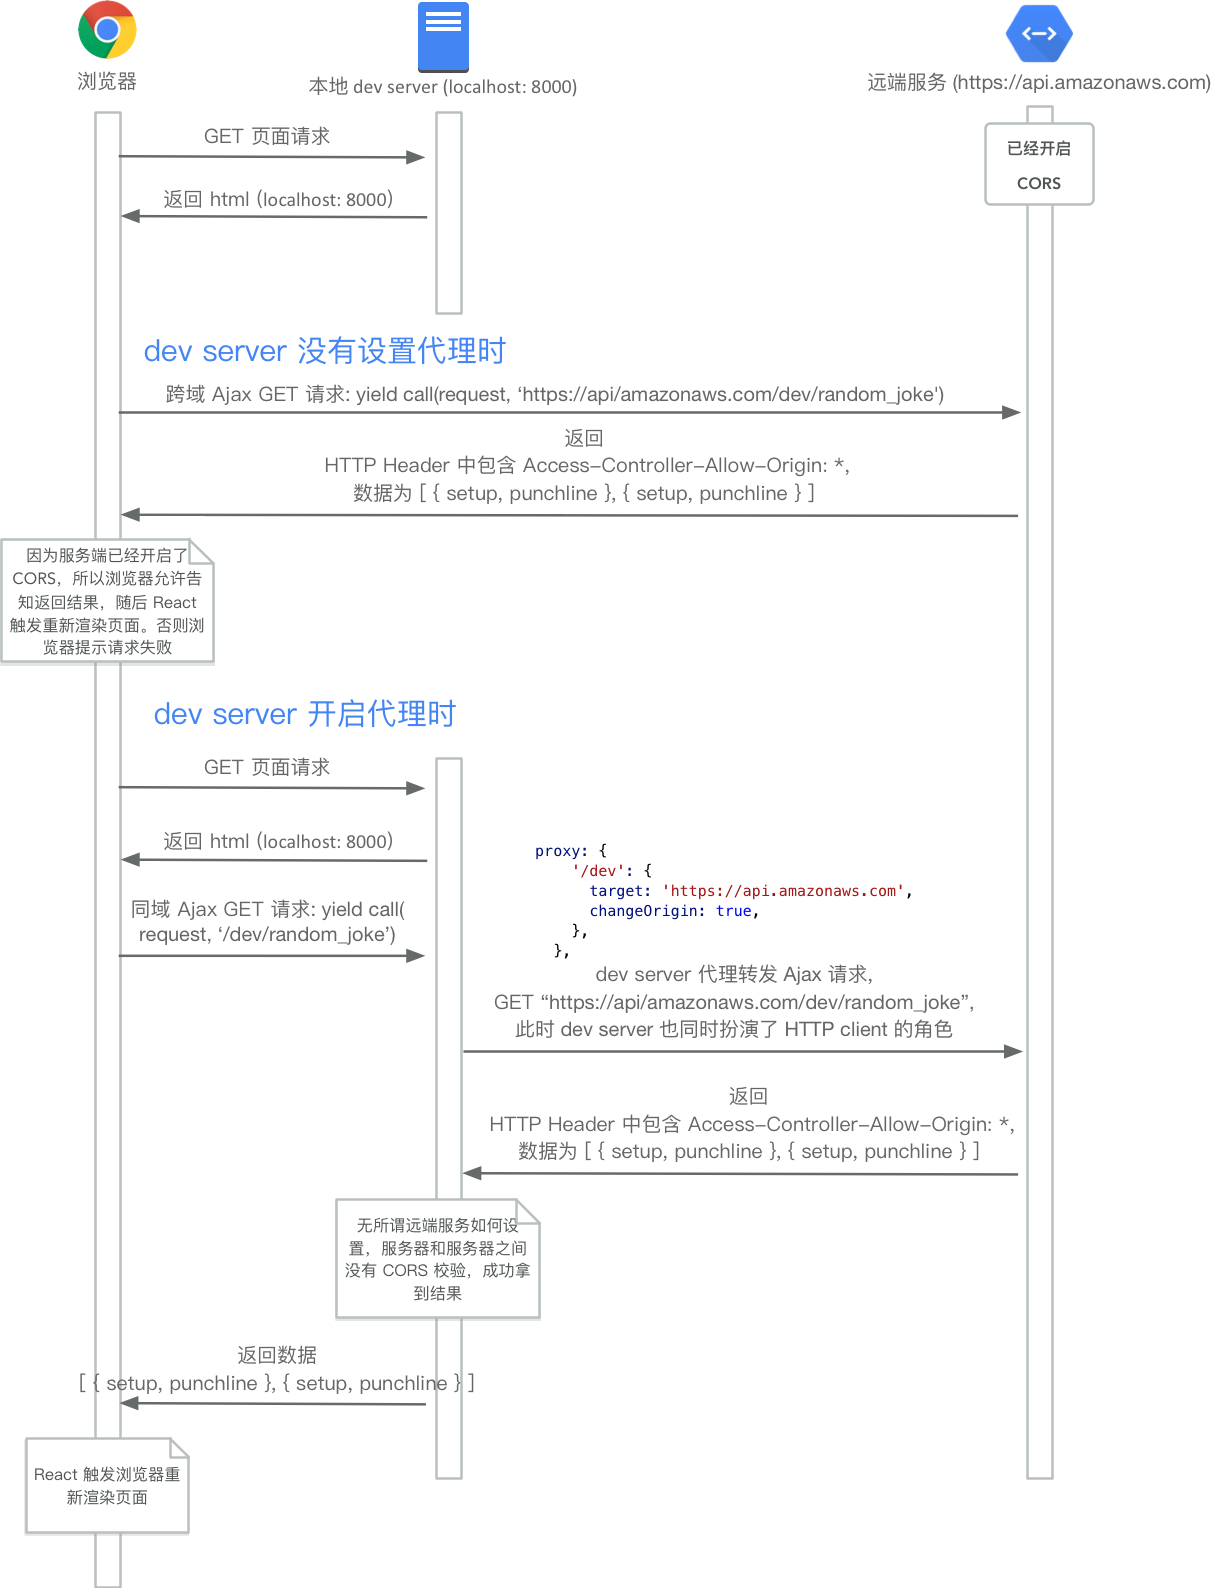 浏览器
本地 dev server (localhost: 8000)
远端服务 (https://api.amazonaws.com)
已经开启
CORS
GET 页面请求
返回 html (localhost: 8000)
dev server 没有设置代理时
跨域 Ajax GET 请求: yield call(request, ‘https://api/amazonaws.com/dev/random_joke')
返回
HTTP Header 中包含 Access-Controller-Allow-Origin: *,
数据为 [ { setup, punchline }, { setup, punchline } ]
因为服务端已经开启了
CORS，所以浏览器允许告
知返回结果，随后 React
触发重新渲染页面。否则浏
览器提示请求失败
dev server 开启代理时
GET 页面请求
返回 html (localhost: 8000)
同域 Ajax GET 请求: yield call(
request, ‘/dev/random_joke’)
proxy: {
'/dev': {
target: 'https://api.amazonaws.com',
changeOrigin: true,
},
},
dev server 代理转发 Ajax 请求,
GET “https://api/amazonaws.com/dev/random_joke”,
此时 dev server 也同时扮演了 HTTP client 的角色
返回
HTTP Header 中包含 Access-Controller-Allow-Origin: *,
数据为 [ { setup, punchline }, { setup, punchline } ]
无所谓远端服务如何设
置，服务器和服务器之间
没有 CORS 校验，成功拿
到结果
返回数据
[ { setup, punchline }, { setup, punchline } ]
React 触发浏览器重
新渲染页面